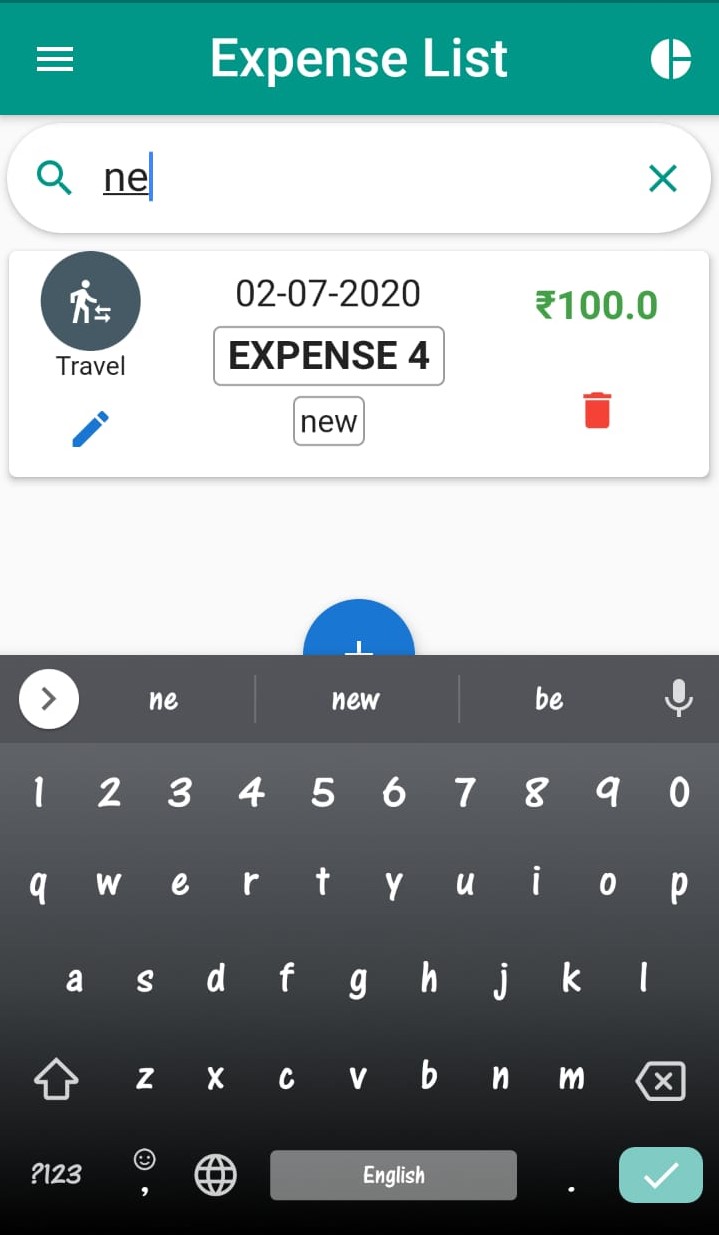 Expense List
ne
02-07-2020
₹100.0
Travel
EXPENSE 4
new
ne new be
1 2 3 4 5 6 7 8 9 0
q w e r t y u i o p
a s d f g h j k l
z x c v b n m
?123 , English .